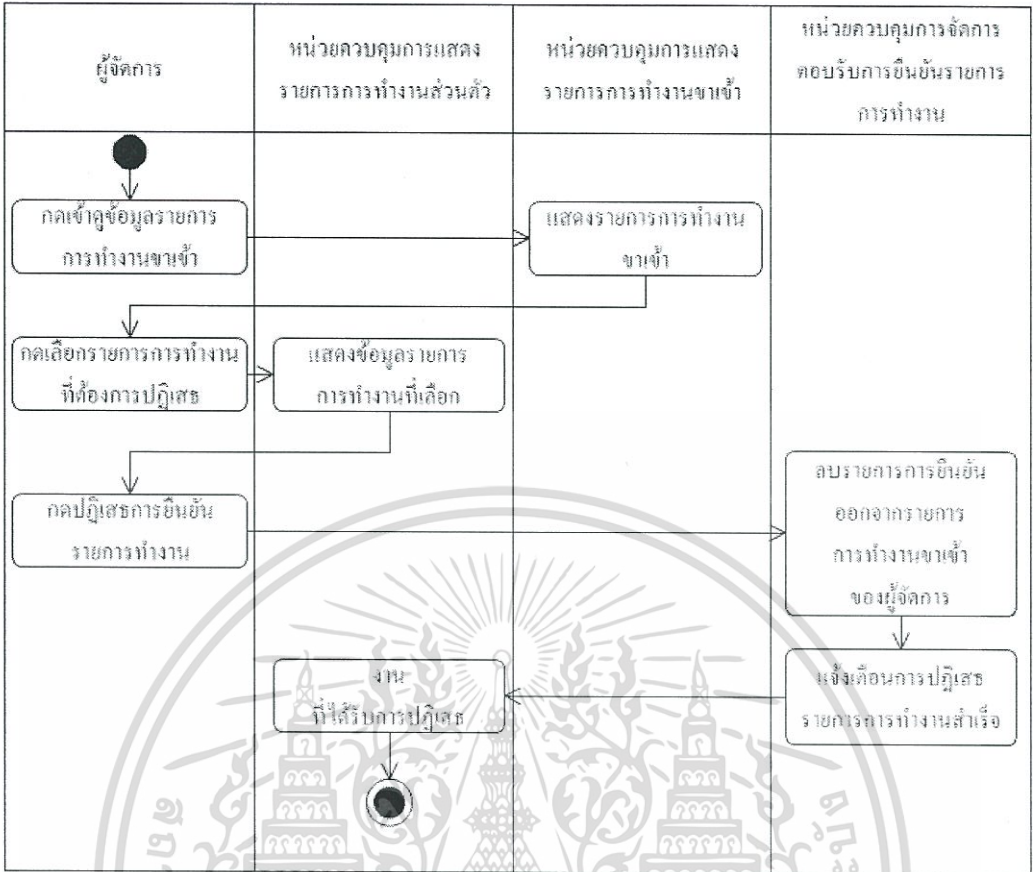 ผู้จัดการ
หน่วยควบคุมการแสดง
รายการการทำงานส่วนตัว
หน่วยควบคุมการแสดง
รายการการทำงานขาเข้า
หน่วยควบคุมการจัดการ
ตอบรับการยืนยันรายการ
การทำงาน
กดเข้าดูข้อมูลรายการ
การทำงานขาเข้า
แสดงรายการการทำงาน
ขาเข้า
กดเลือกรายการการทำงาน
ที่ต้องการปฏิเสธ
แสดงข้อมูลรายการ
การทำงานที่เลือก
กดปฏิเสธการยืนยัน
รายการทำงาน
ลบรายการการยืนยัน
ออกจากรายการ
การทำงานขาเข้า
ของผู้จัดการ
แจ้งเตือนการปฏิเสธ
รายการการทำงานสำเร็จ
งาน
ที่ได้รับการปฏิเสธ